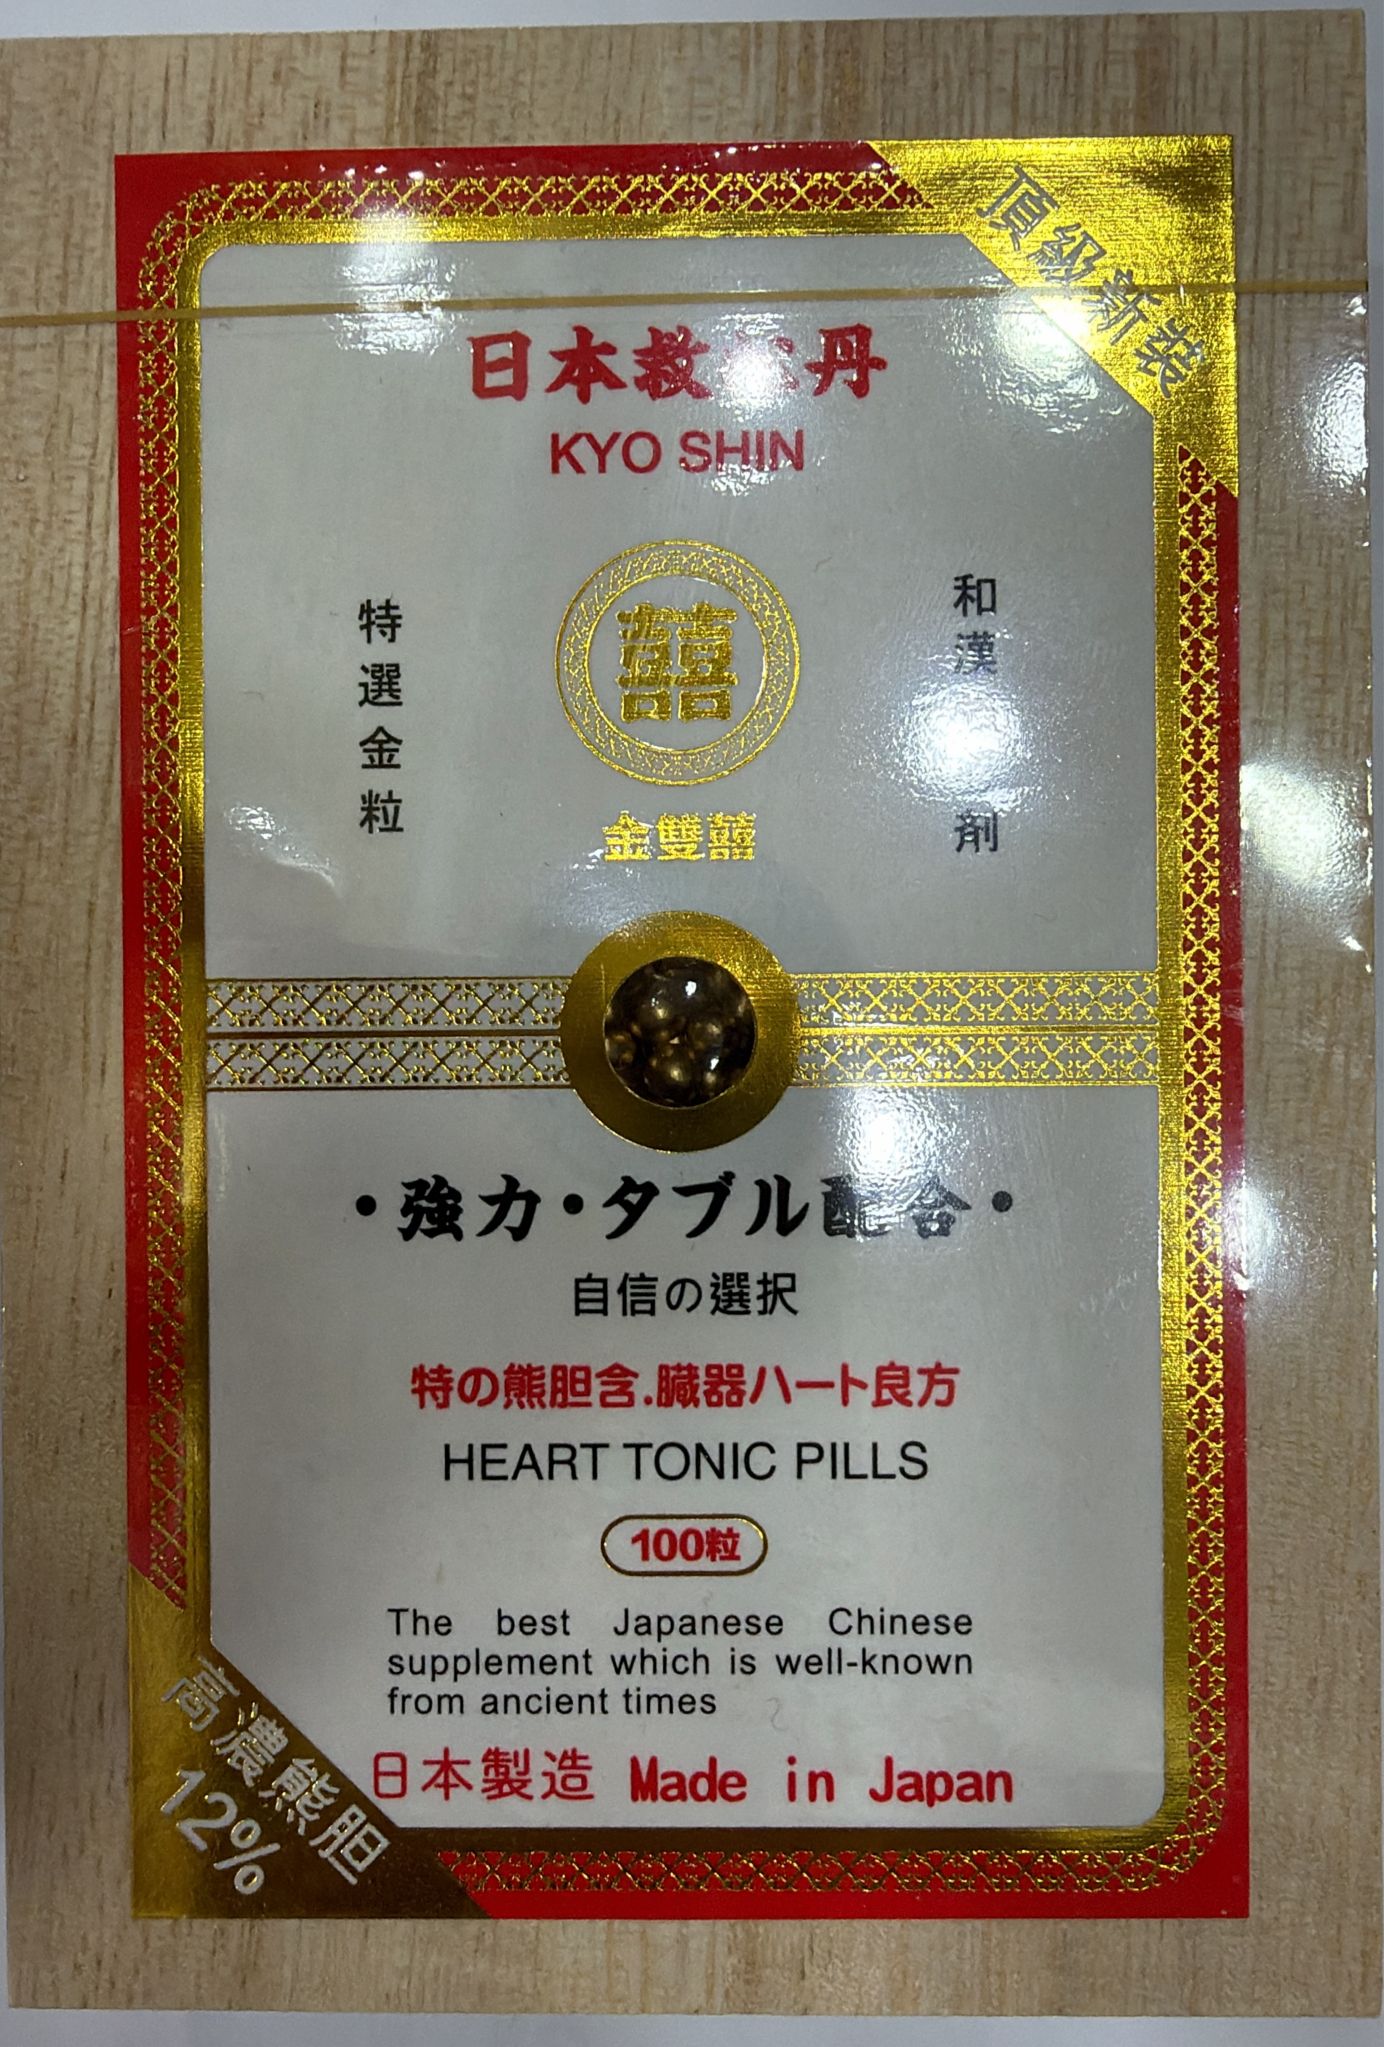 頂級新裝
日本救心丹
KYO SHIN
和漢 剤
特選金粒
囍
金雙囍
・強力・タブル配合・
自信の選択
特の熊胆含.臓器ハート良方
HEART TONIC PILLS
100粒
The best Japanese Chinese
supplement which is well-known
from ancient times
日本製造 Made in Japan
高濃熊胆
12%